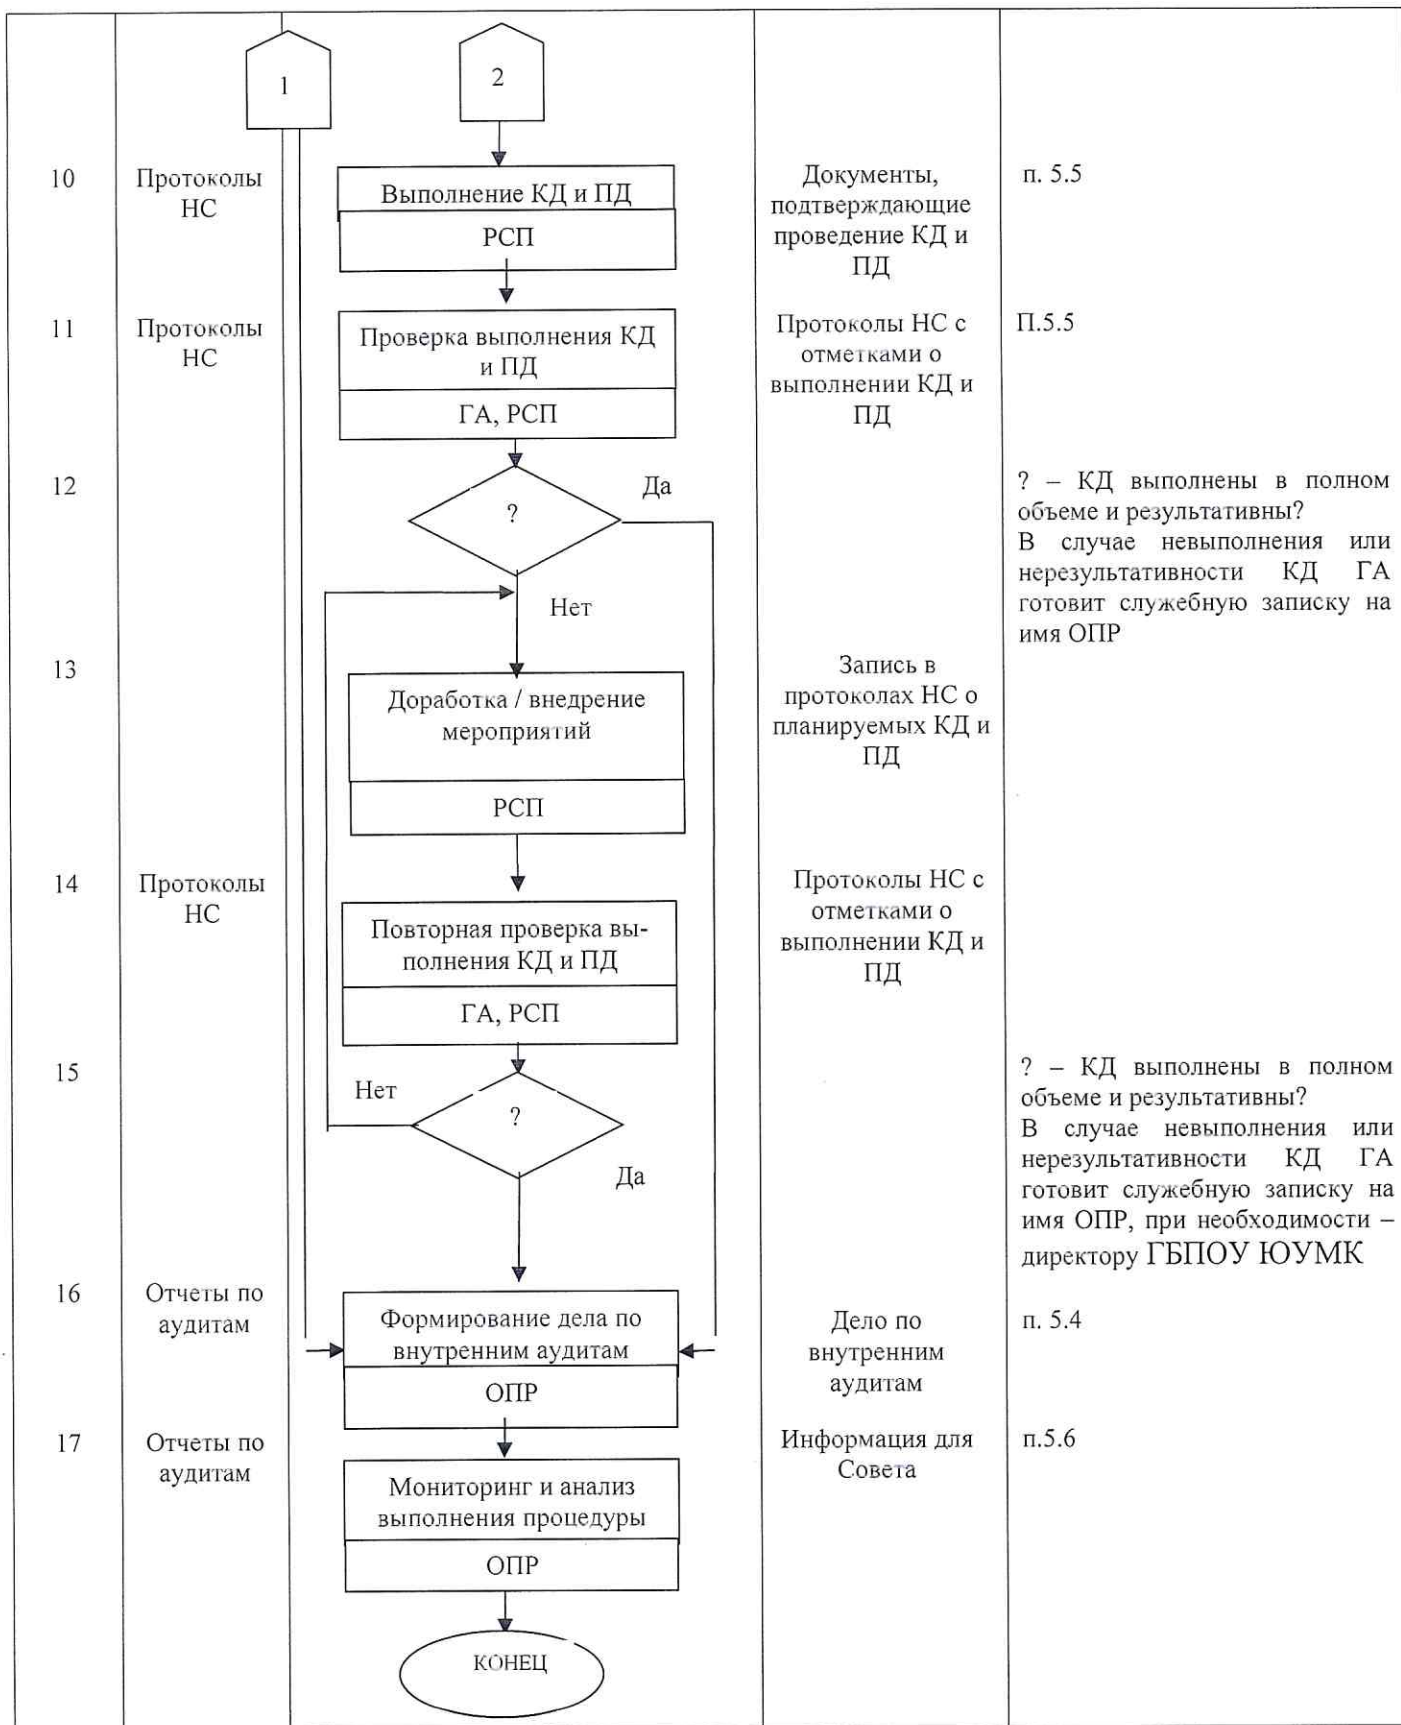 1
2
10
Протоколы
НС
Выполнение КД и ПД
РСП
Документы,
подтверждающие
проведение КД и
ПД
п. 5.5
11
Протоколы
НС
Проверка выполнения КД
и ПД
ГА, РСП
Протоколы НС с
отметками о
выполнении КД и
ПД
П.5.5
12
?
Да
Нет
? – КД выполнены в полном
объеме и результативны?
В случае невыполнения или
нерезультативности КД ГА
готовит служебную записку на
имя ОПР
13
Доработка / внедрение
мероприятий
РСП
Запись в
протоколах НС о
планируемых КД и
ПД
14
Протоколы
НС
Повторная проверка вы-
полнения КД и ПД
ГА, РСП
Протоколы НС с
отметками о
выполнении КД и
ПД
15
Нет
?
Да
? – КД выполнены в полном
объеме и результативны?
В случае невыполнения или
нерезультативности КД ГА
готовит служебную записку на
имя ОПР, при необходимости –
директору ГБПОУ ЮУМК
16
Отчеты по
аудитам
Формирование дела по
внутренним аудитам
ОПР
Дело по
внутренним
аудитам
п. 5.4
17
Отчеты по
аудитам
Мониторинг и анализ
выполнения процедуры
ОПР
Информация для
Совета
п.5.6
КОНЕЦ